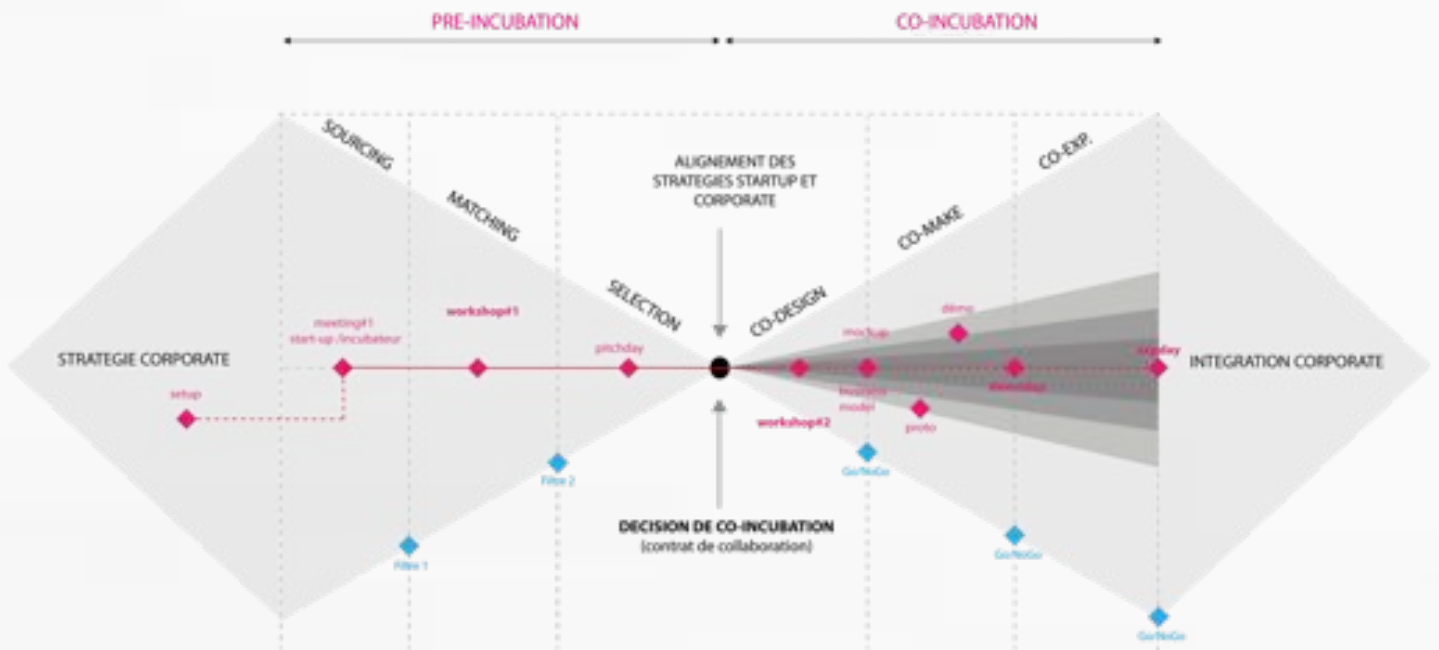 PRE-INCUBATION
CO-INCUBATION
SOURCING
MATCHING
SELECTION
ALIGNEMENT DES
STRATEGIES STARTUP ET
CORPORATE
CO-DESIGN
CO-MAKE
CO-EXP.
STRATEGIE CORPORATE
setup
meeting#1
start-up /incubateur
workshop#1
pitchday
mockup
démo
business
model
workshop#2
proto
INTEGRATION CORPORATE
Filtre 1
Filtre 2
Go/NoGo
Go/NoGo
Go/NoGo
DECISION DE CO-INCUBATION
(contrat de collaboration)